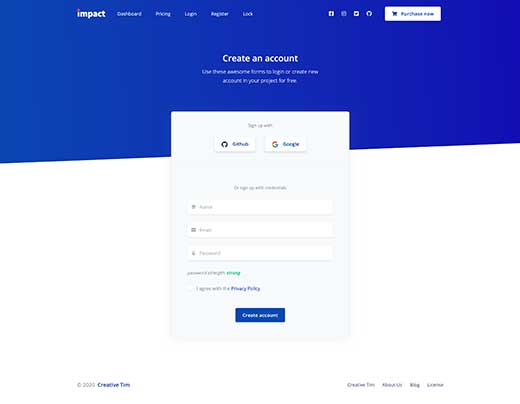 impact Dashboard Pricing Login Register Lock Purchase now
Create an account
Use these awesome forms to login or create new
account in your project for free.
Sign up with
Github Google
Or sign up with credentials
Name
Email
Password
password strength: strong
I agree with the Privacy Policy
Create account
© 2020 Creative Tim Creative Tim About Us Blog License